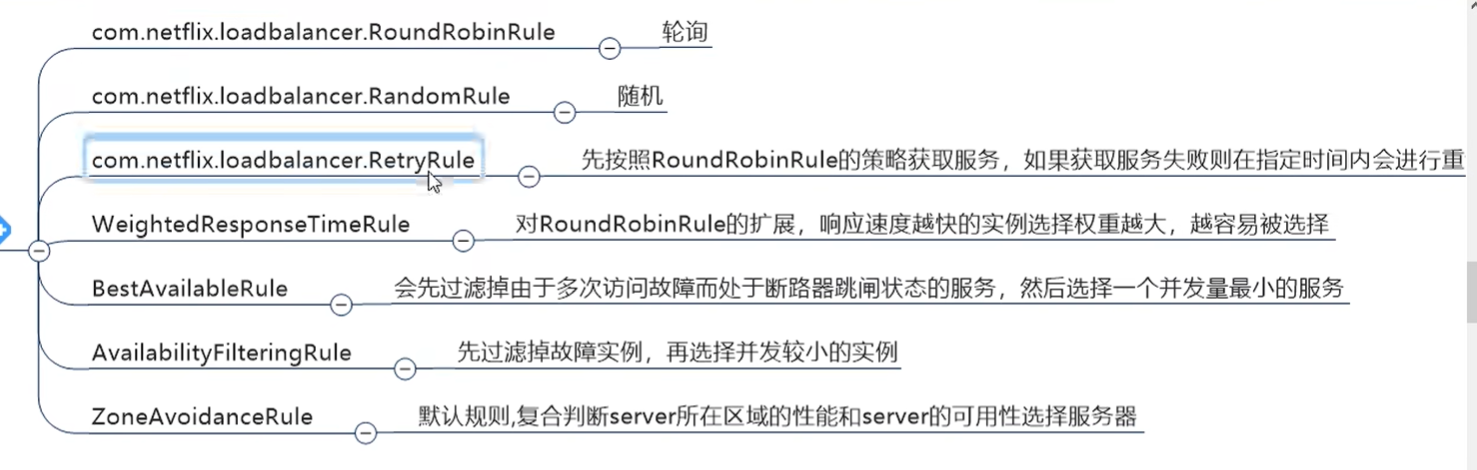 com.netflix.loadbalancer.RoundRobinRule 轮询
com.netflix.loadbalancer.RandomRule 随机
com.netflix.loadbalancer.RetryRule 先按照RoundRobinRule的策略获取服务，如果获取服务失败则在指定时间内会进行重
WeightedResponseTimeRule 对RoundRobinRule的扩展，响应速度越快的实例选择权重越大，越容易被选择
BestAvailableRule 会先过滤掉由于多次访问故障而处于断路器跳闸状态的服务，然后选择一个并发量最小的服务
AvailabilityFilteringRule 先过滤掉故障实例，再选择并发较小的实例
ZoneAvoidanceRule 默认规则,复合判断server所在区域的性能和server的可用性选择服务器